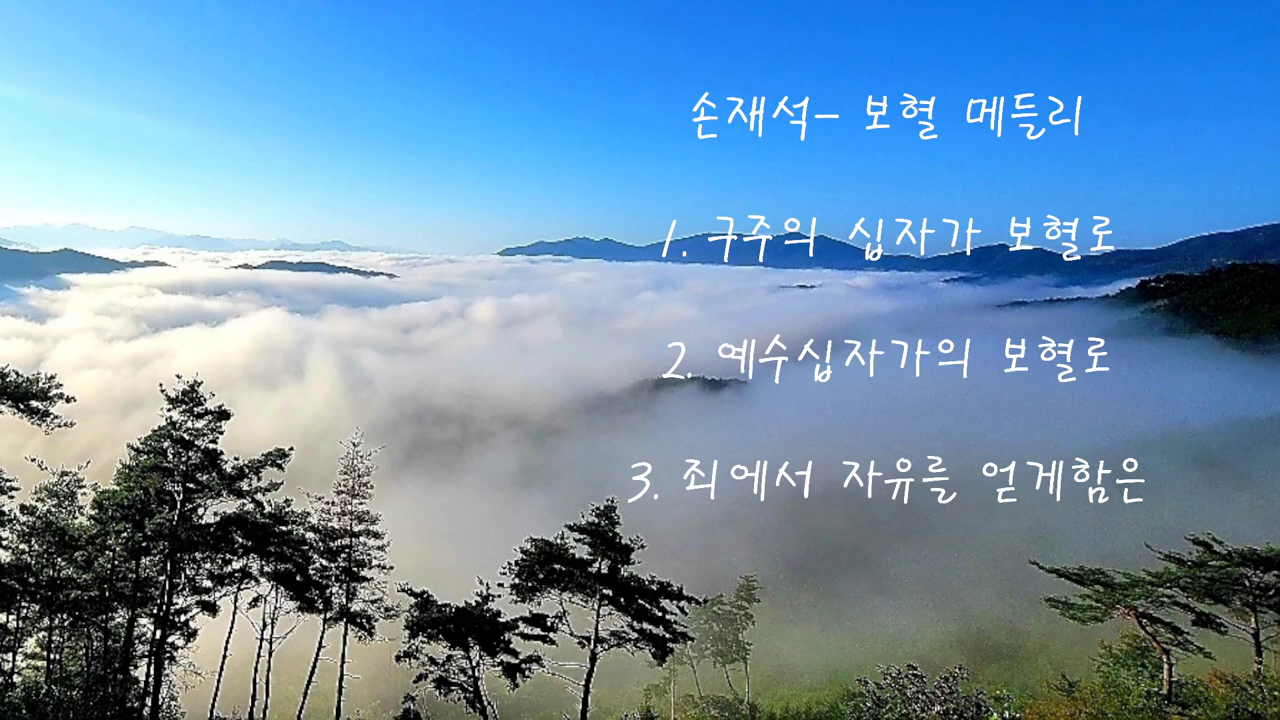 손재석- 보혈 메들리
1. 구주의 십자가 보혈로
2. 예수십자가의 보혈로
3. 죄에서 자유를 얻게함은